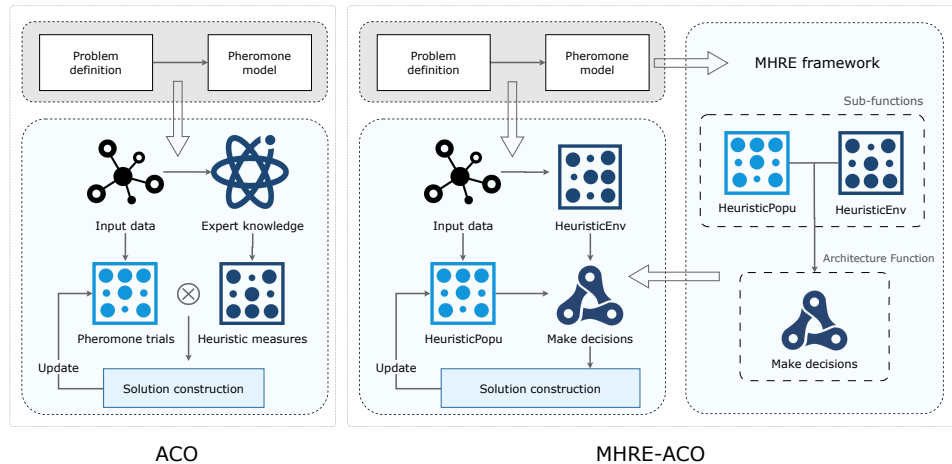 Problem
definition
Pheromone
model
Input data
Expert knowledge
Pheromone trials
Heuristic measures
Update
Solution construction
ACO
Problem
definition
Pheromone
model
Input data
HeuristicEnv
HeuristicPopu
Make decisions
Update
Solution construction
MHRE framework
Sub-functions
HeuristicPopu
HeuristicEnv
Architecture Function
Make decisions
MHRE-ACO